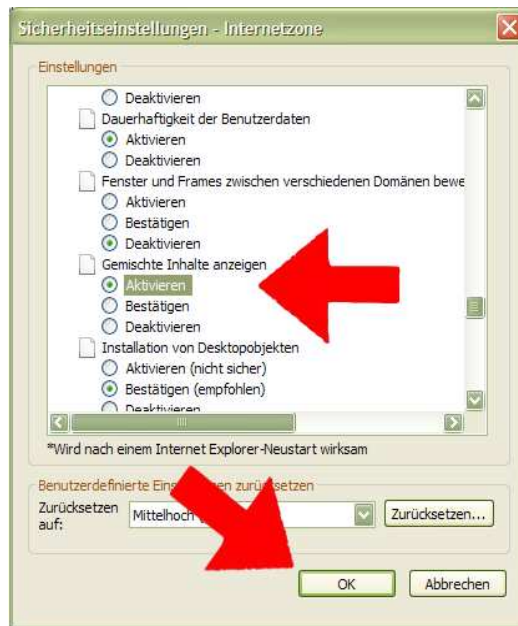 Sicherheitseinstellungen - Internetzone
Einstellungen
Deaktivieren
Dauerhaftigkeit der Benutzerdaten
Aktivieren
Deaktivieren
Fenster und Frames zwischen verschiedenen Domänen bewe
Aktivieren
Bestätigen
Deaktivieren
Gemischte Inhalte anzeigen
Aktivieren
Bestätigen
Deaktivieren
Installation von Desktopobjekten
Aktivieren (nicht sicher)
Bestätigen (empfohlen)
Deaktivieren
*Wird nach einem Internet Explorer-Neustart wirksam
Benutzerdefinierte zurücksetzen
Zurücksetzen auf:
Mittelhoch
Zurücksetzen...
OK
Abbrechen